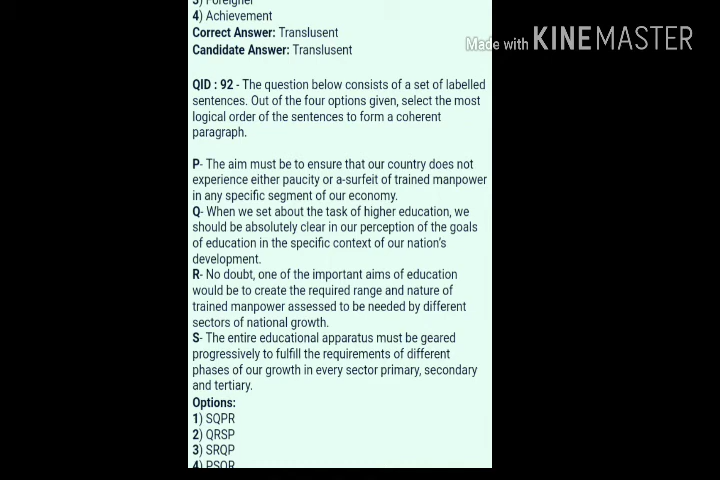 3) Foreigner
4) Achievement
Correct Answer: Translusent
Candidate Answer: Translusent
Made with KINEMASTER
QID : 92 - The question below consists of a set of labelled
sentences. Out of the four options given, select the most
logical order of the sentences to form a coherent
paragraph.
P- The aim must be to ensure that our country does not
experience either paucity or a-surfeit of trained manpower
in any specific segment of our economy.
Q- When we set about the task of higher education, we
should be absolutely clear in our perception of the goals
of education in the specific context of our nation's
development.
R- No doubt, one of the important aims of education
would be to create the required range and nature of
trained manpower assessed to be needed by different
sectors of national growth.
S- The entire educational apparatus must be geared
progressively to fulfill the requirements of different
phases of our growth in every sector primary, secondary
and tertiary.
Options:
1) SQPR
2) QRSP
3) SRQP
4) PSQR